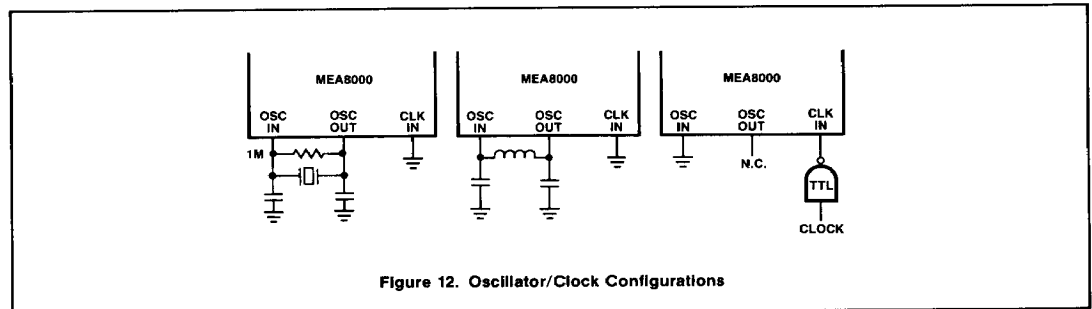 MEA8000
OSC IN
OSC OUT
CLK IN
1M
MEA8000
OSC IN
OSC OUT
CLK IN
MEA8000
OSC IN
OSC OUT
CLK IN
N.C.
TTL
CLOCK
Figure 12. Oscillator/Clock Configurations